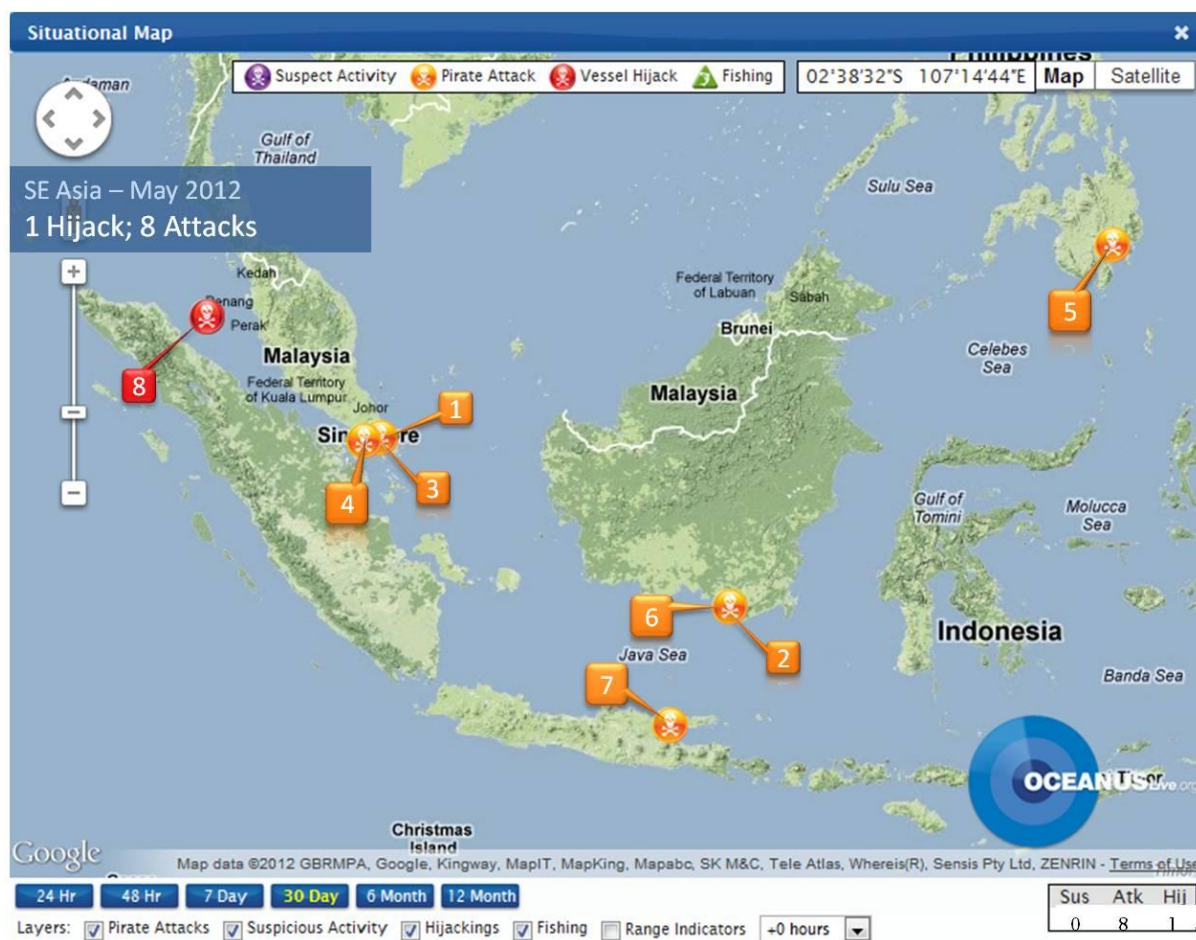 Situational Map
Philippines
Suspect Activity Pirate Attack Vessel Hijack Fishing
02°38'32"S 107°14'44"E Map Satellite
Andaman
Gulf of
Thailand
Sulu Sea
SE Asia – May 2012
1 Hijack; 8 Attacks
Kedah
Penang
Perak
Federal Territory
of Labuan
Sabah
Brunei
5
Celebes
Sea
Malaysia
8
Federal Territory
of Kuala Lumpur
Malaysia
Johor
1
Singapore
3
4
Gulf of
Tomini
Molucca
Sea
6
Indonesia
2
Java Sea
7
Banda Sea
OCEANUSLive.org
Christmas
Island
Google
Map data ©2012 GBRMPA, Google, Kingway, MapIT, MapKing, Mapabc, SK M&C, Tele Atlas, Whereis(R), Sensis Pty Ltd, ZENRIN - Terms of Use
24 Hr 48 Hr 7 Day 30 Day 6 Month 12 Month
Sus Atk Hij
0 8 1
Layers: Pirate Attacks Suspicious Activity Hijackings Fishing Range Indicators +0 hours